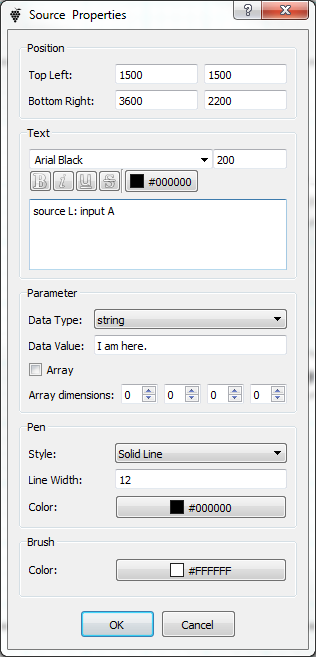 Source Properties
?
Position
Top Left: 1500 1500
Bottom Right: 3600 2200
Text
Arial Black 200
B i U S #000000
source L: input A
Parameter
Data Type: string
Data Value: I am here.
Array
Array dimensions: 0 0 0 0
Pen
Style: Solid Line
Line Width: 12
Color: #000000
Brush
Color: #FFFFFF
OK Cancel